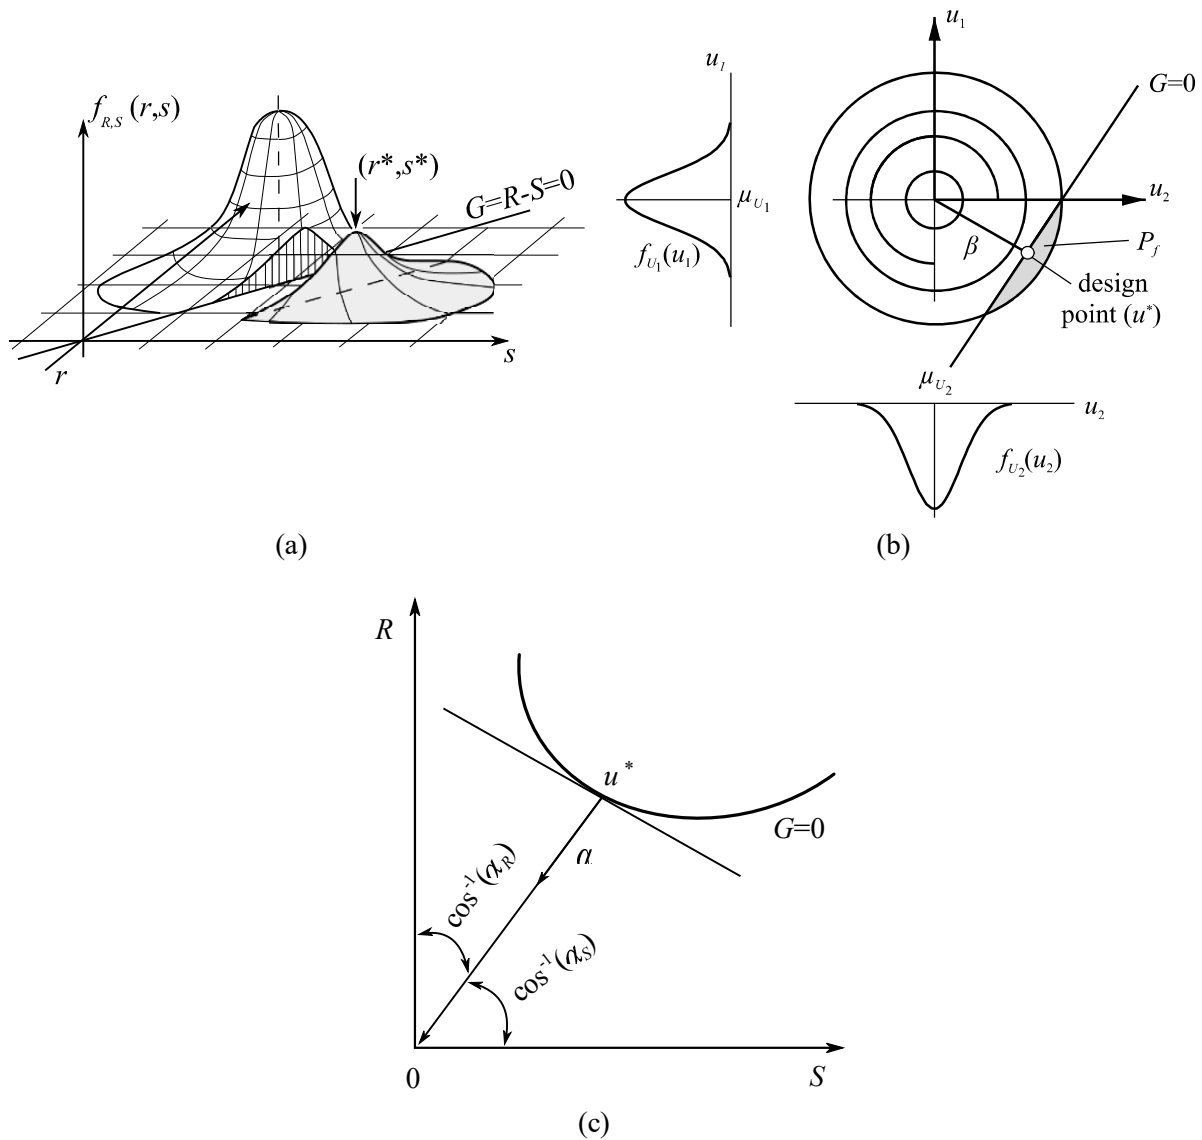 f_{R,S} (r,s)
(r*,s*)
G=R-S=0
s
r
(a)
u_1
G=0
u_1
μ_{U_1}
u_2
f_{U_1}(u_1)
β
P_f
design
point (u*)
μ_{U_2}
u_2
f_{U_2}(u_2)
(b)
R
u*
G=0
α
cos^{-1}(α_R)
cos^{-1}(α_S)
0
S
(c)